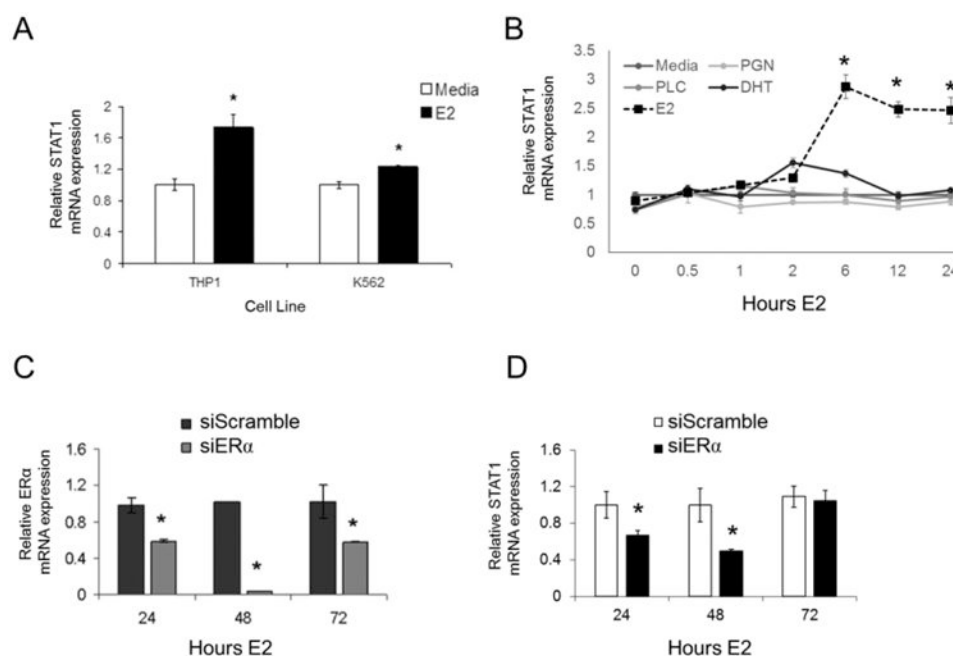 A
Relative STAT1
mRNA expression
2
1.6
1.2
0.8
0.4
0
Media
E2
*
*
THP1 K562
Cell Line
B
Relative STAT1
mRNA expression
3.5
3
2.5
2
1.5
1
0.5
0
Media PGN
PLC DHT
E2
* * *
0 0.5 1 2 6 12 24
Hours E2
C
siScramble
siERα
Relative ERα
mRNA expression
1.6
1.2
0.8
0.4
0
* * *
24 48 72
Hours E2
D
siScramble
siERα
Relative STAT1
mRNA expression
1.6
1.2
0.8
0.4
0
* *
24 48 72
Hours E2